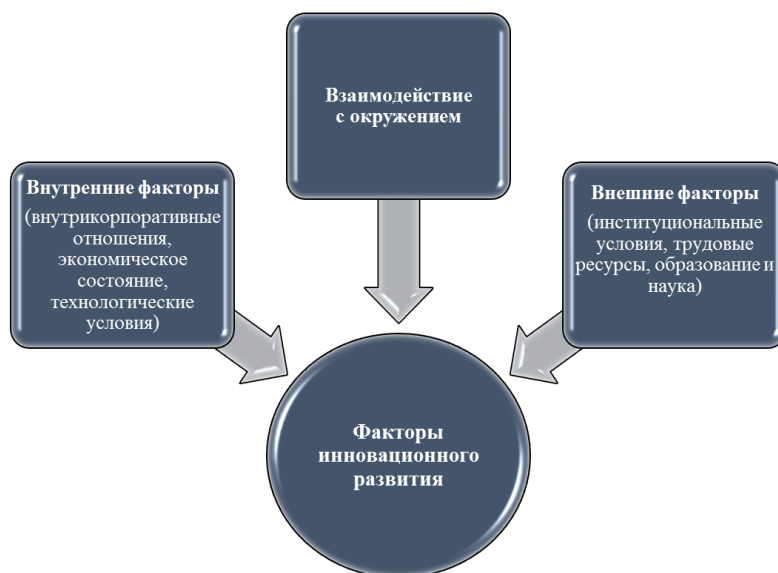 Взаимодействие
с окружением
Внутренние факторы
(внутрикорпоративные
отношения,
экономическое
состояние,
технологические
условия)
Внешние факторы
(институциональные
условия, трудовые
ресурсы, образование и
наука)
Факторы
инновационного
развития